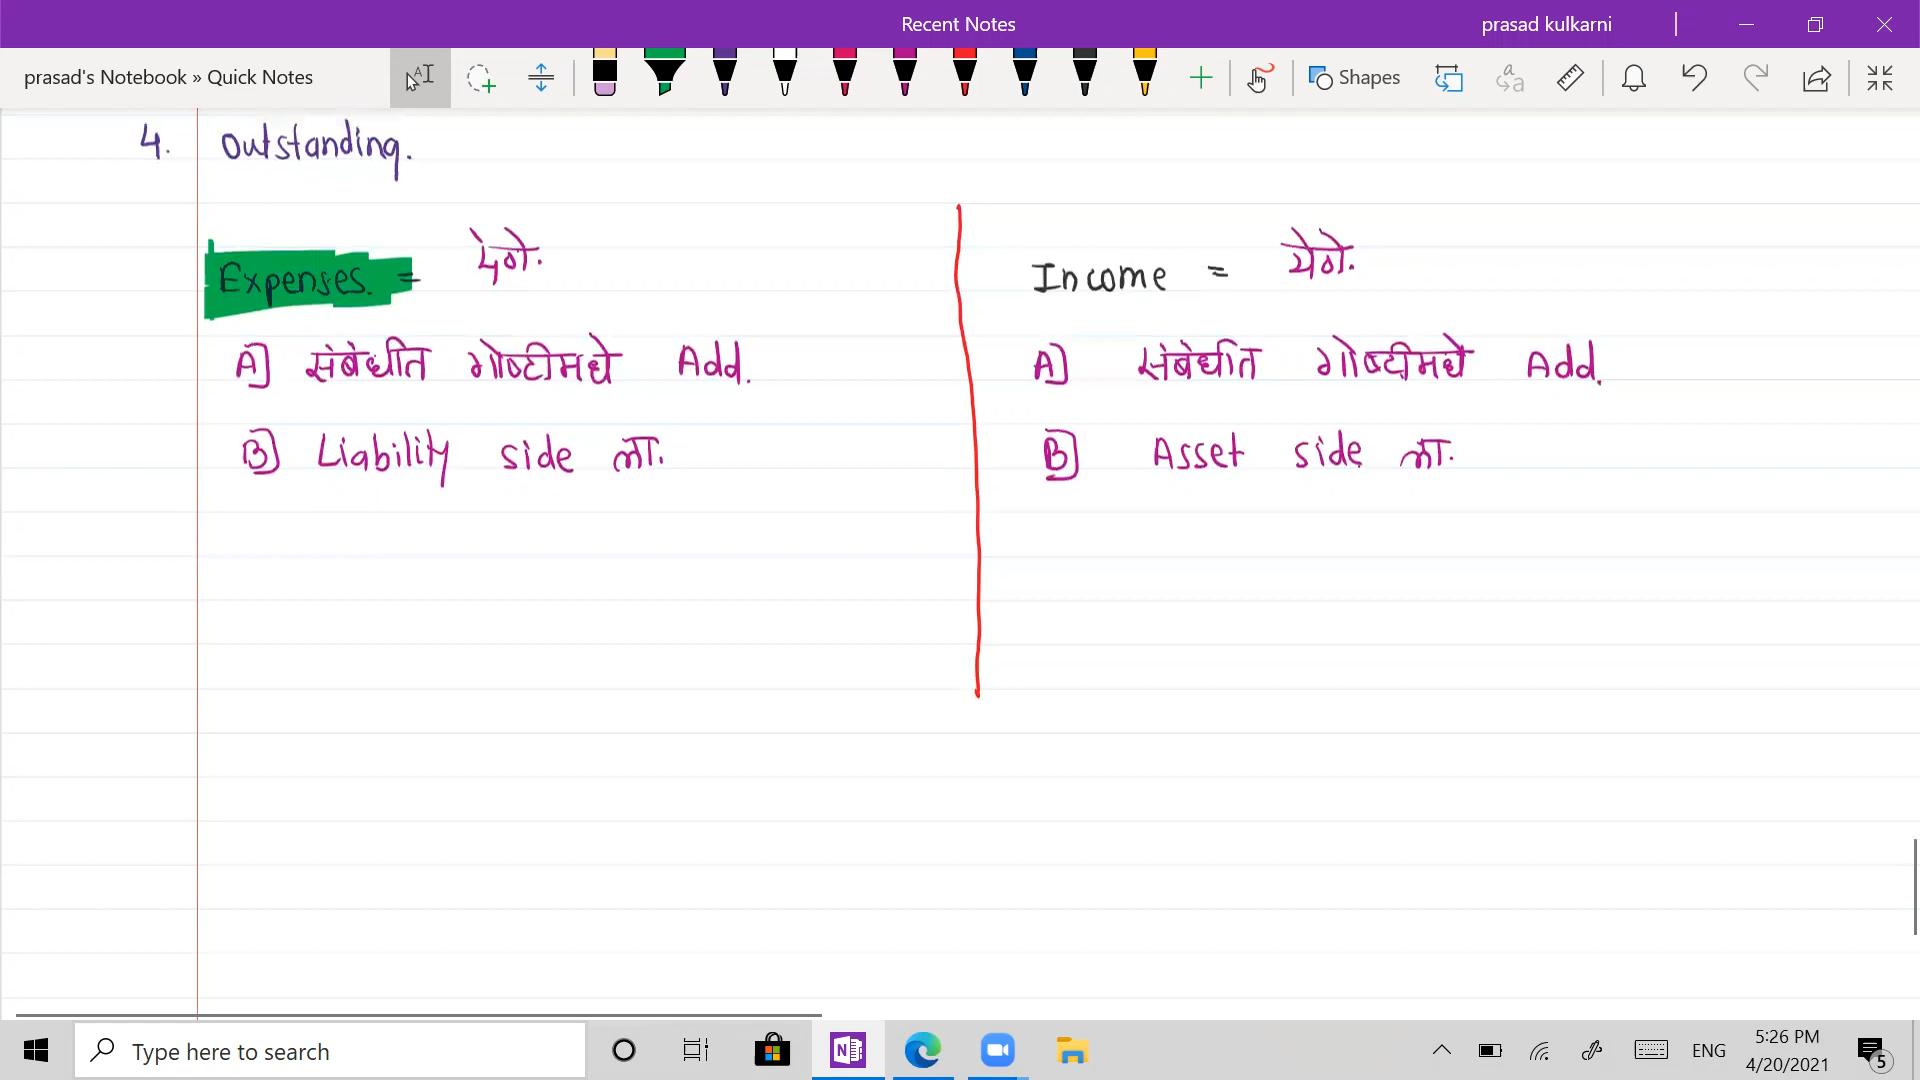 Recent Notes
prasad kulkarni
prasad's Notebook » Quick Notes
Shapes
4. Outstanding.
Expenses. = देणे.
A] संबंधीत गोष्टीमधे Add.
B] Liability side ला.
Income = येणे.
A] संबंधीत गोष्टीमधे Add.
B] Asset side ला.
Type here to search
ENG
5:26 PM
4/20/2021
5